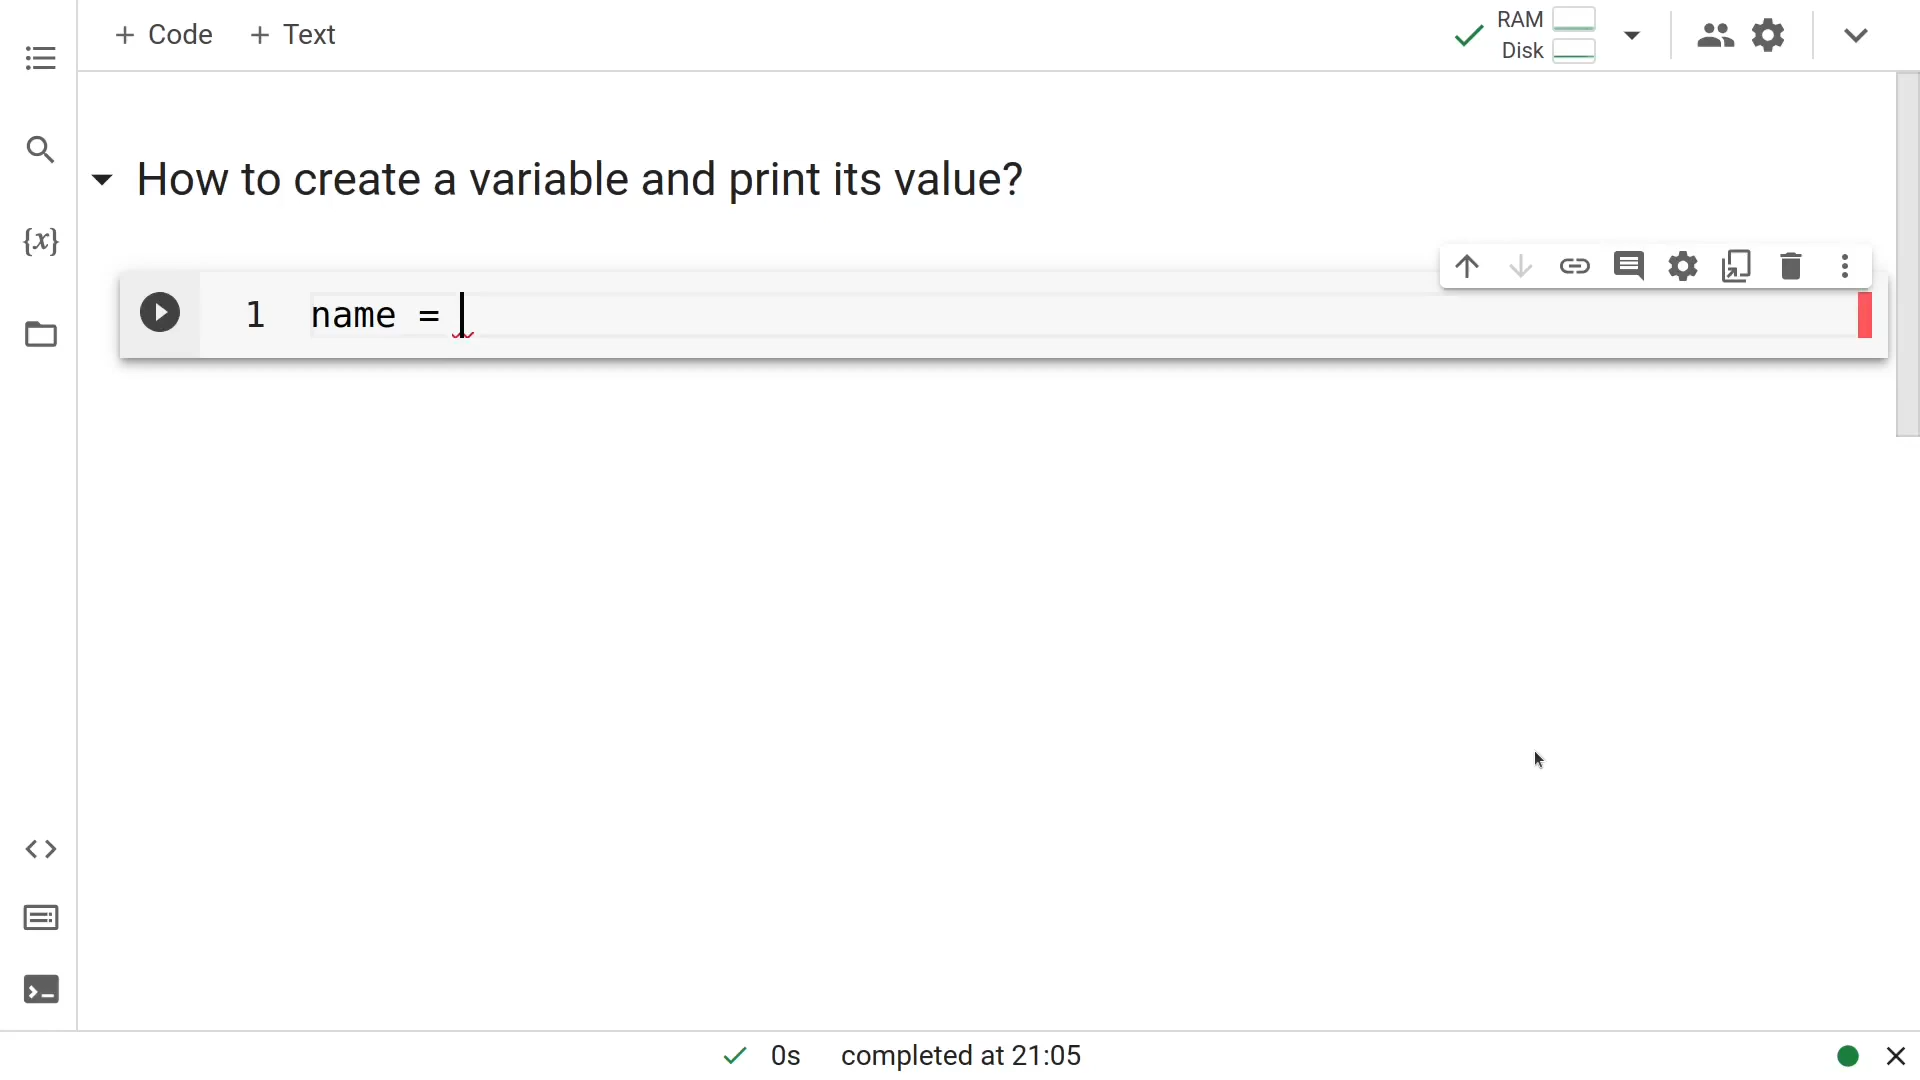 + Code + Text
RAM
Disk
How to create a variable and print its value?
{x}
1 name =
0s completed at 21:05